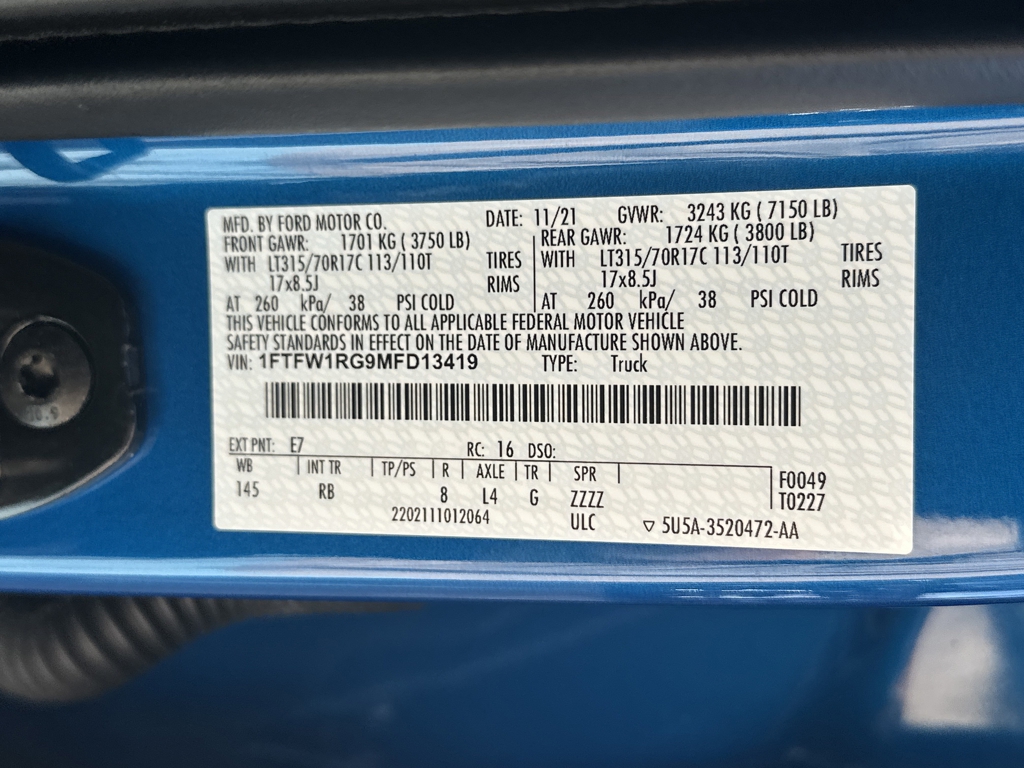 MFD. BY FORD MOTOR CO. DATE: 11/21 GVWR: 3243 KG ( 7150 LB)
FRONT GAWR: 1701 KG ( 3750 LB) REAR GAWR: 1724 KG ( 3800 LB)
WITH LT315/70R17C 113/110T TIRES WITH LT315/70R17C 113/110T TIRES
17x8.5J RIMS 17x8.5J RIMS
AT 260 kPa/ 38 PSI COLD AT 260 kPa/ 38 PSI COLD
THIS VEHICLE CONFORMS TO ALL APPLICABLE FEDERAL MOTOR VEHICLE
SAFETY STANDARDS IN EFFECT ON THE DATE OF MANUFACTURE SHOWN ABOVE.
VIN: 1FTFW1RG9MFD13419 TYPE: Truck
EXT PNT: E7 RC: 16 DSO:
WB INT TR TP/PS R AXLE TR SPR F0049
145 RB 8 L4 G ZZZZ T0227
2202111012064 ULC ▽ 5U5A-3520472-AA